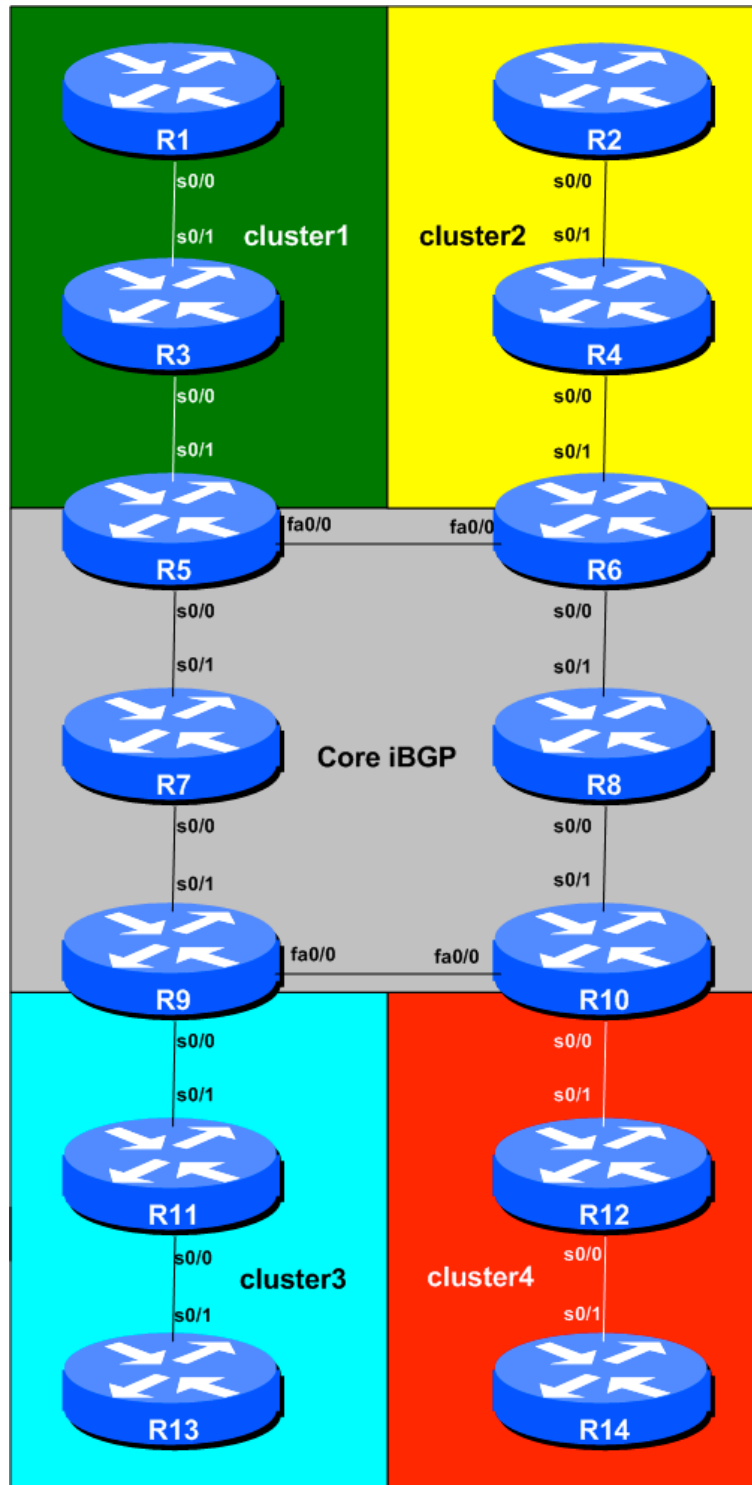 R1
R2
s0/0
s0/0
s0/1
cluster1
cluster2
s0/1
R3
R4
s0/0
s0/0
s0/1
s0/1
R5
fa0/0
fa0/0
R6
s0/0
s0/0
s0/1
s0/1
R7
Core iBGP
R8
s0/0
s0/0
s0/1
s0/1
R9
fa0/0
fa0/0
R10
s0/0
s0/0
s0/1
s0/1
R11
R12
s0/0
s0/0
cluster3
cluster4
s0/1
s0/1
R13
R14